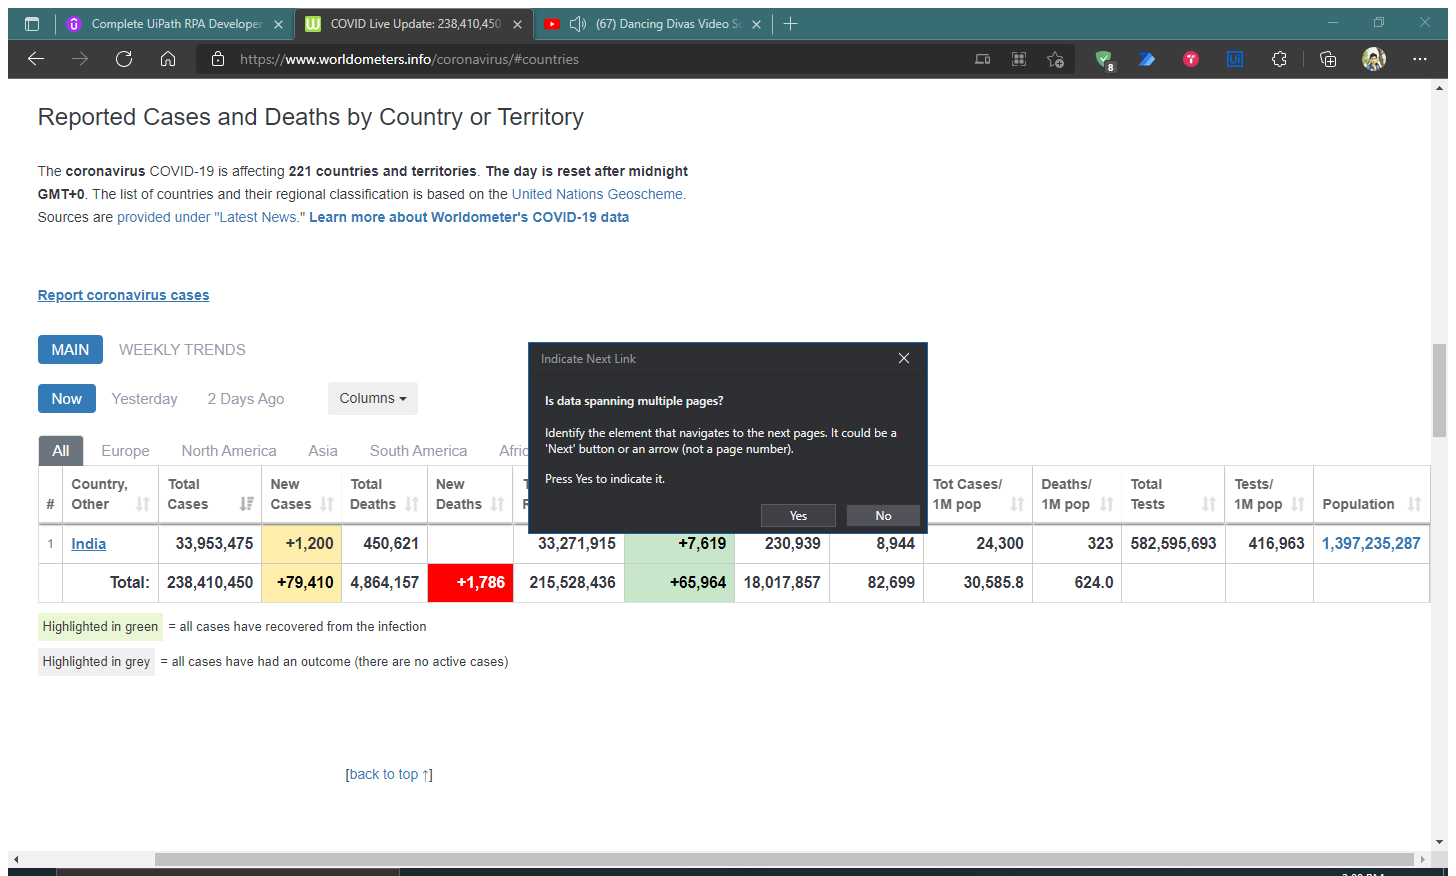 Complete UiPath RPA Developer
COVID Live Update: 238,410,450
(67) Dancing Divas Video
https://www.worldometers.info/coronavirus/#countries
8
Ui
Reported Cases and Deaths by Country or Territory
The coronavirus COVID-19 is affecting 221 countries and territories. The day is reset after midnight
GMT+0. The list of countries and their regional classification is based on the United Nations Geoscheme.
Sources are provided under "Latest News." Learn more about Worldometer's COVID-19 data
Report coronavirus cases
MAIN WEEKLY TRENDS
Now Yesterday 2 Days Ago Columns
Indicate Next Link
Is data spanning multiple pages?
Identify the element that navigates to the next pages. It could be a
'Next' button or an arrow (not a page number).
Press Yes to indicate it.
Yes No
All Europe North America Asia South America
# Country, Other Total Cases New Cases Total Deaths New Deaths Tot Cases/ 1M pop Deaths/ 1M pop Total Tests Tests/ 1M pop Population
1 India 33,953,475 +1,200 450,621 33,271,915 +7,619 230,939 8,944 24,300 323 582,595,693 416,963 1,397,235,287
Total: 238,410,450 +79,410 4,864,157 +1,786 215,528,436 +65,964 18,017,857 82,699 30,585.8 624.0
Highlighted in green = all cases have recovered from the infection
Highlighted in grey = all cases have had an outcome (there are no active cases)
[back to top ↑]